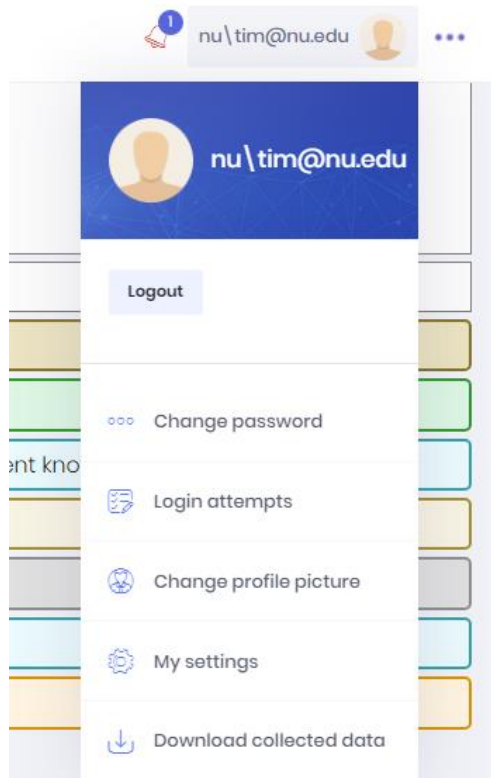 1
nu\tim@nu.edu
nu\tim@nu.edu
Logout
Change password
ent kno
Login attempts
Change profile picture
My settings
Download collected data